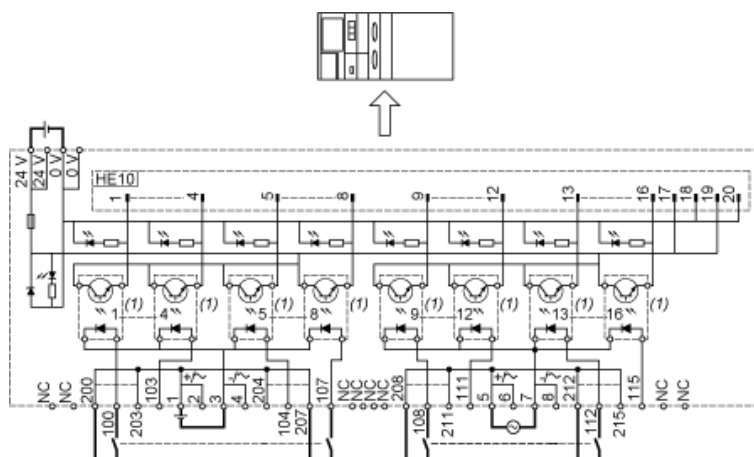 24 V
24 V
0 V
0 V
HE10
1 4 5 8 9 12 13 16 17 18 19 20
(1) (1) (1) (1) (1) (1) (1) (1)
1 4 5 8 9 12 13 16
NC NC 200 100 203 103 1 2 3 4 204 104 207 107 NC NC NC NC 208 108 211 111 5 6 7 8 212 112 215 115 NC NC
+ ~ - ~ + ~ - ~